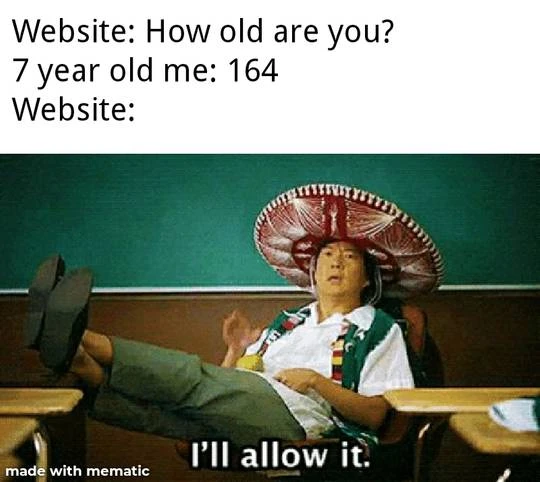 Website: How old are you?
7 year old me: 164
Website:
I'll allow it.
made with mematic